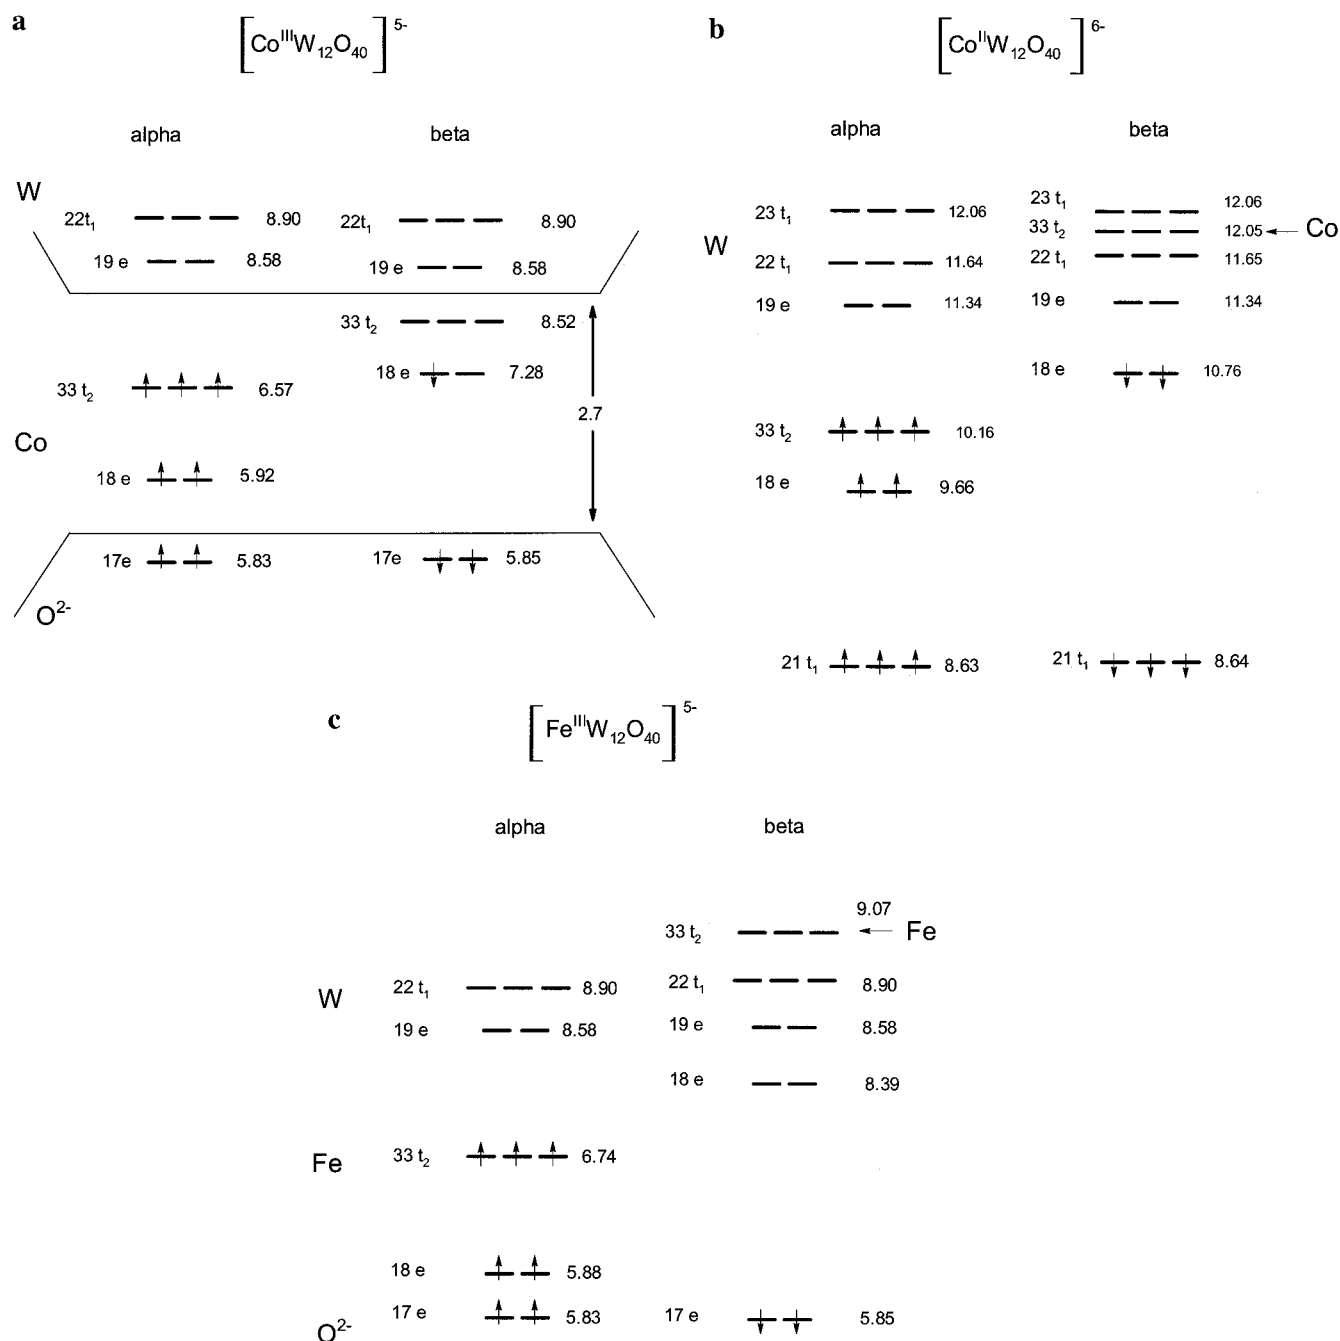 a
[Co^III W12O40]^5-
alpha beta
W
22t1 8.90 22t1 8.90
19 e 8.58 19 e 8.58
33 t2 8.52
18 e 7.28
33 t2 6.57
2.7
Co
18 e 5.92
17e 5.83 17e 5.85
O2-
b
[Co^II W12O40]^6-
alpha beta
23 t1 12.06 23 t1 12.06
33 t2 12.05 Co
W
22 t1 11.64 22 t1 11.65
19 e 11.34 19 e 11.34
18 e 10.76
33 t2 10.16
18 e 9.66
21 t1 8.63 21 t1 8.64
c
[Fe^III W12O40]^5-
alpha beta
9.07
33 t2 Fe
W
22 t1 8.90 22 t1 8.90
19 e 8.58 19 e 8.58
18 e 8.39
Fe 33 t2 6.74
18 e 5.88
17 e 5.83 17 e 5.85
O2-